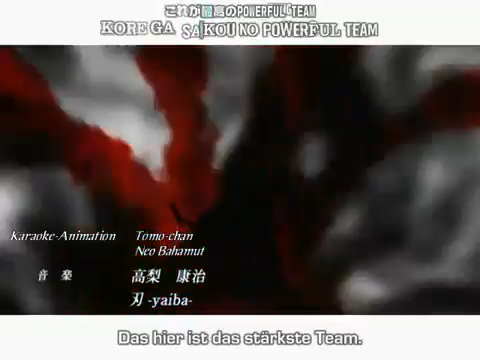 これが最高のPOWERFUL TEAM
KORE GA SAIKOU NO POWERFUL TEAM
Karaoke-Animation Tomo-chan
Neo Bahamut
音楽 高梨 康治
刃 -yaiba-
Das hier ist das stärkste Team.